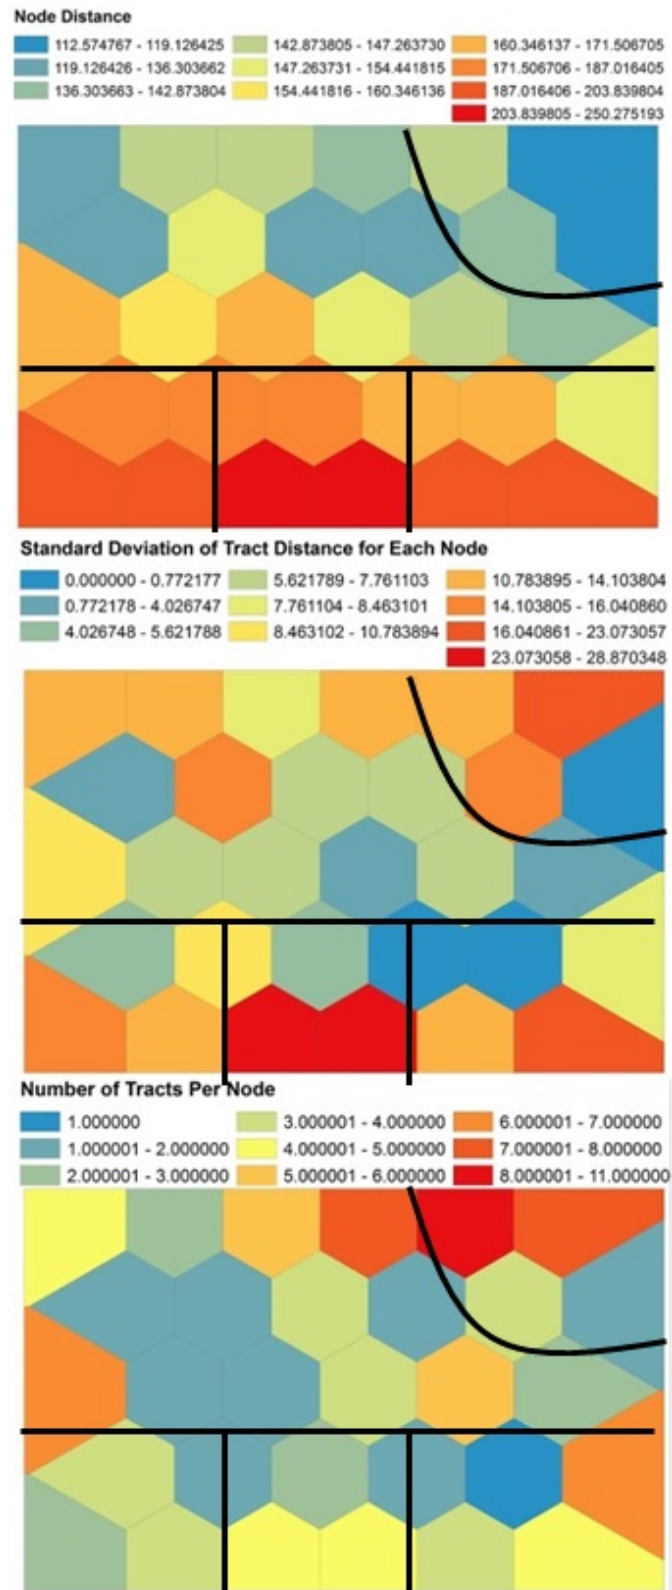 Node Distance
112.574767 - 119.126425 142.873805 - 147.263730 160.346137 - 171.506705
119.126426 - 136.303662 147.263731 - 154.441815 171.506706 - 187.016405
136.303663 - 142.873804 154.441816 - 160.346136 187.016406 - 203.839804
203.839805 - 250.275193
Standard Deviation of Tract Distance for Each Node
0.000000 - 0.772177 5.621789 - 7.761103 10.783895 - 14.103804
0.772178 - 4.026747 7.761104 - 8.463101 14.103805 - 16.040860
4.026748 - 5.621788 8.463102 - 10.783894 16.040861 - 23.073057
23.073058 - 28.870348
Number of Tracts Per Node
1.000000 3.000001 - 4.000000 6.000001 - 7.000000
1.000001 - 2.000000 4.000001 - 5.000000 7.000001 - 8.000000
2.000001 - 3.000000 5.000001 - 6.000000 8.000001 - 11.000000